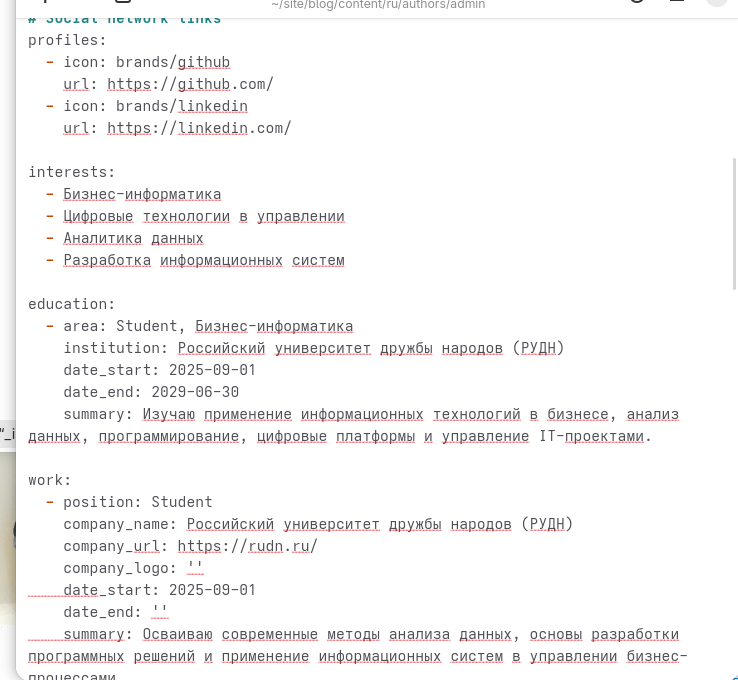 ~/site/blog/content/ru/authors/admin
# Social network links
profiles:
- icon: brands/github
url: https://github.com/
- icon: brands/linkedin
url: https://linkedin.com/
interests:
- Бизнес-информатика
- Цифровые технологии в управлении
- Аналитика данных
- Разработка информационных систем
education:
- area: Student, Бизнес-информатика
institution: Российский университет дружбы народов (РУДН)
date_start: 2025-09-01
date_end: 2029-06-30
summary: Изучаю применение информационных технологий в бизнесе, анализ
данных, программирование, цифровые платформы и управление IT-проектами.
"_i
work:
- position: Student
company_name: Российский университет дружбы народов (РУДН)
company_url: https://rudn.ru/
company_logo: ''
date_start: 2025-09-01
date_end: ''
summary: Осваиваю современные методы анализа данных, основы разработки
программных решений и применение информационных систем в управлении бизнес-
процессами